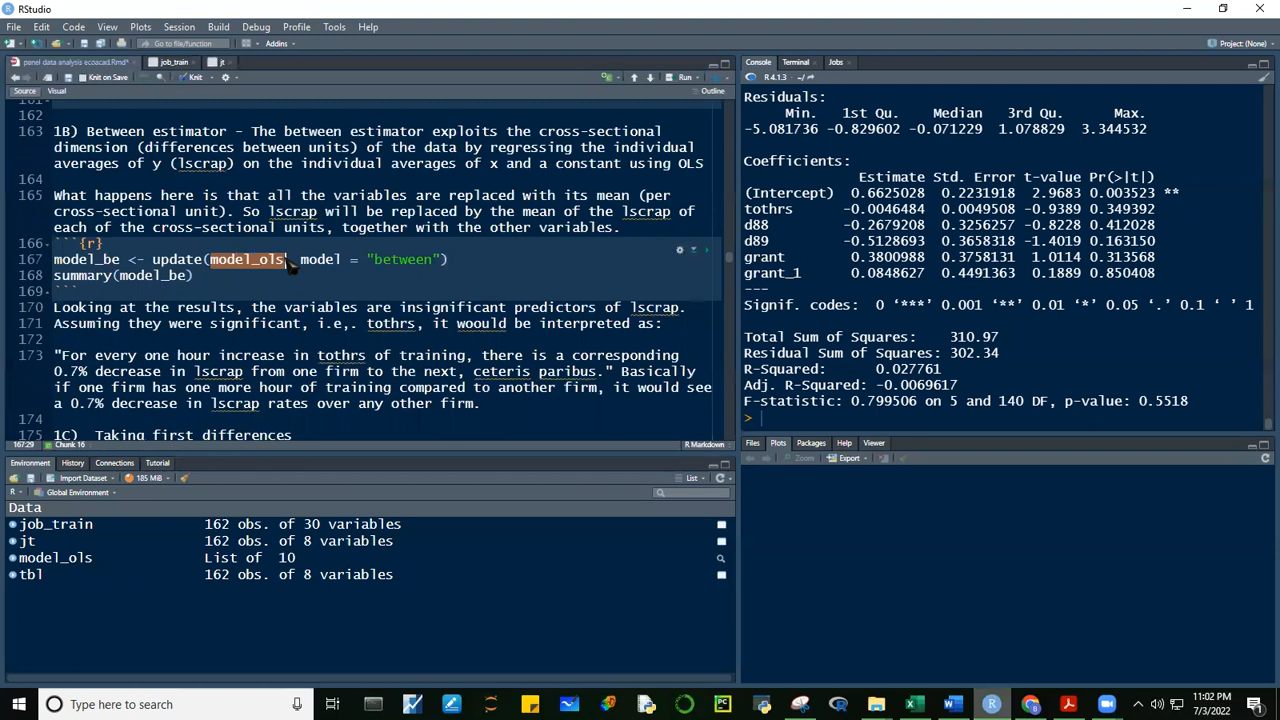 RStudio
File Edit Code View Plots Session Build Debug Profile Tools Help
Go to file/function Addins Project: (None)
panel data analysis ecoacad.Rmd* job_train jt
Knit on Save Knit Run
Source Visual Outline
161
162
163 1B) Between estimator - The between estimator exploits the cross-sectional
dimension (differences between units) of the data by regressing the individual
averages of y (lscrap) on the individual averages of x and a constant using OLS
164
165 What happens here is that all the variables are replaced with its mean (per
cross-sectional unit). So lscrap will be replaced by the mean of the lscrap of
each of the cross-sectional units, together with the other variables.
166 ```{r}
167 model_be <- update(model_ols, model = "between")
168 summary(model_be)
169 ```
170 Looking at the results, the variables are insignificant predictors of lscrap.
171 Assuming they were significant, i.e,. tothrs, it woould be interpreted as:
172
173 "For every one hour increase in tothrs of training, there is a corresponding
0.7% decrease in lscrap from one firm to the next, ceteris paribus." Basically
if one firm has one more hour of training compared to another firm, it would see
a 0.7% decrease in lscrap rates over any other firm.
174
175 1C) Taking first differences
167:29 Chunk 16 R Markdown
Console Terminal Jobs
R 4.1.3 · ~/
Residuals:
Min. 1st Qu. Median 3rd Qu. Max.
-5.081736 -0.829602 -0.071229 1.078829 3.344532
Coefficients:
Estimate Std. Error t-value Pr(>|t|)
(Intercept) 0.6625028 0.2231918 2.9683 0.003523 **
tothrs -0.0046484 0.0049508 -0.9389 0.349392
d88 -0.2679208 0.3256257 -0.8228 0.412028
d89 -0.5128693 0.3658368 -1.4019 0.163150
grant 0.3800988 0.3758131 1.0114 0.313568
grant_1 0.0848627 0.4491363 0.1889 0.850408
---
Signif. codes: 0 ‘***’ 0.001 ‘**’ 0.01 ‘*’ 0.05 ‘.’ 0.1 ‘ ’ 1
Total Sum of Squares: 310.97
Residual Sum of Squares: 302.34
R-Squared: 0.027761
Adj. R-Squared: -0.0069617
F-statistic: 0.799506 on 5 and 140 DF, p-value: 0.5518
>
Environment History Connections Tutorial
Import Dataset 185 MiB List
R Global Environment
Data
job_train 162 obs. of 30 variables
jt 162 obs. of 8 variables
model_ols List of 10
tbl 162 obs. of 8 variables
Files Plots Packages Help Viewer
Zoom Export
Type here to search
11:02 PM
7/3/2022